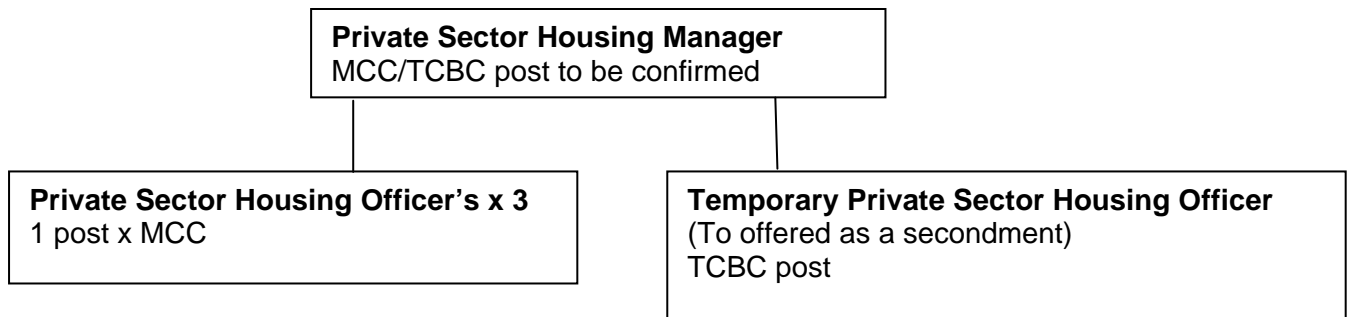 Private Sector Housing Manager
MCC/TCBC post to be confirmed
Private Sector Housing Officer's x 3
1 post x MCC
Temporary Private Sector Housing Officer
(To offered as a secondment)
TCBC post